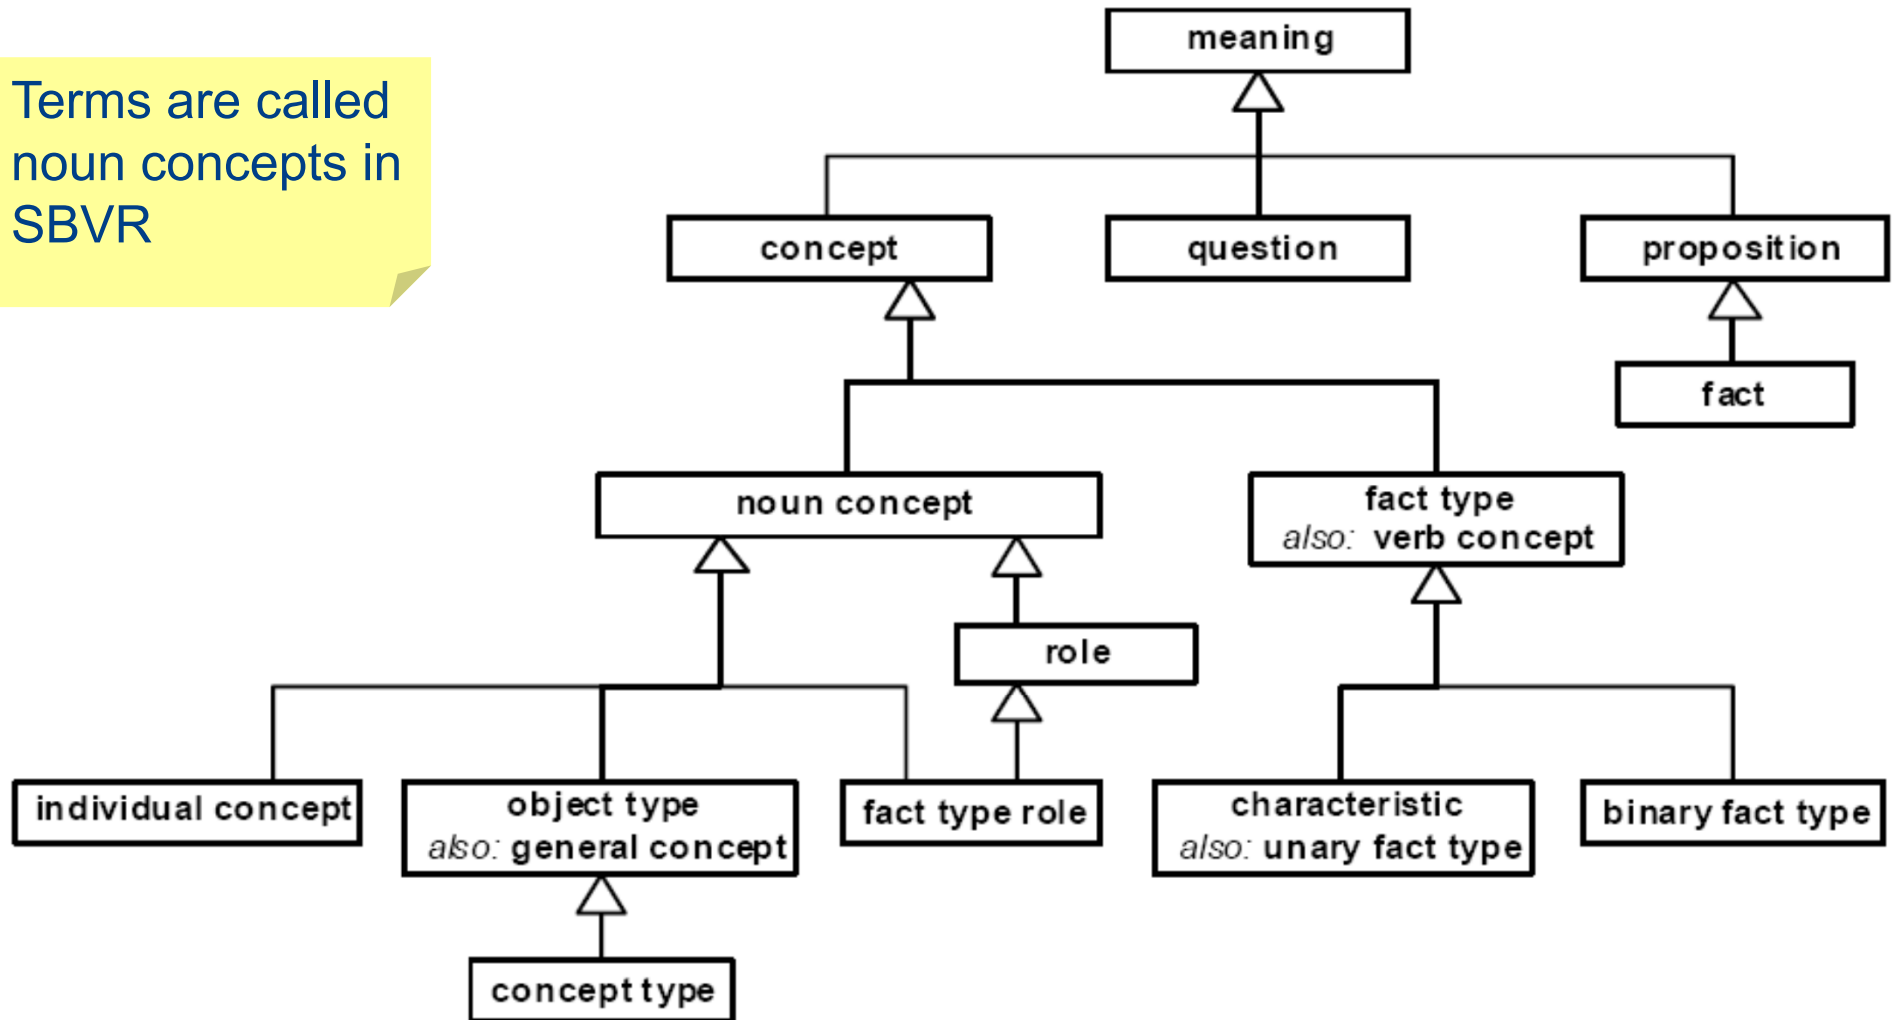 Terms are called
noun concepts in
SBVR
meaning
concept
question
proposition
fact
noun concept
fact type
also: verb concept
role
individual concept
object type
also: general concept
fact type role
characteristic
also: unary fact type
binary fact type
concept type